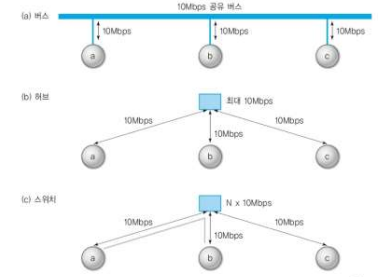 10Mbps 공유 버스
(a) 버스
10Mbps 10Mbps 10Mbps
a b c
(b) 허브
최대 10Mbps
10Mbps 10Mbps
10Mbps
a b c
(c) 스위치
N x 10Mbps
10Mbps 10Mbps
10Mbps
a b c